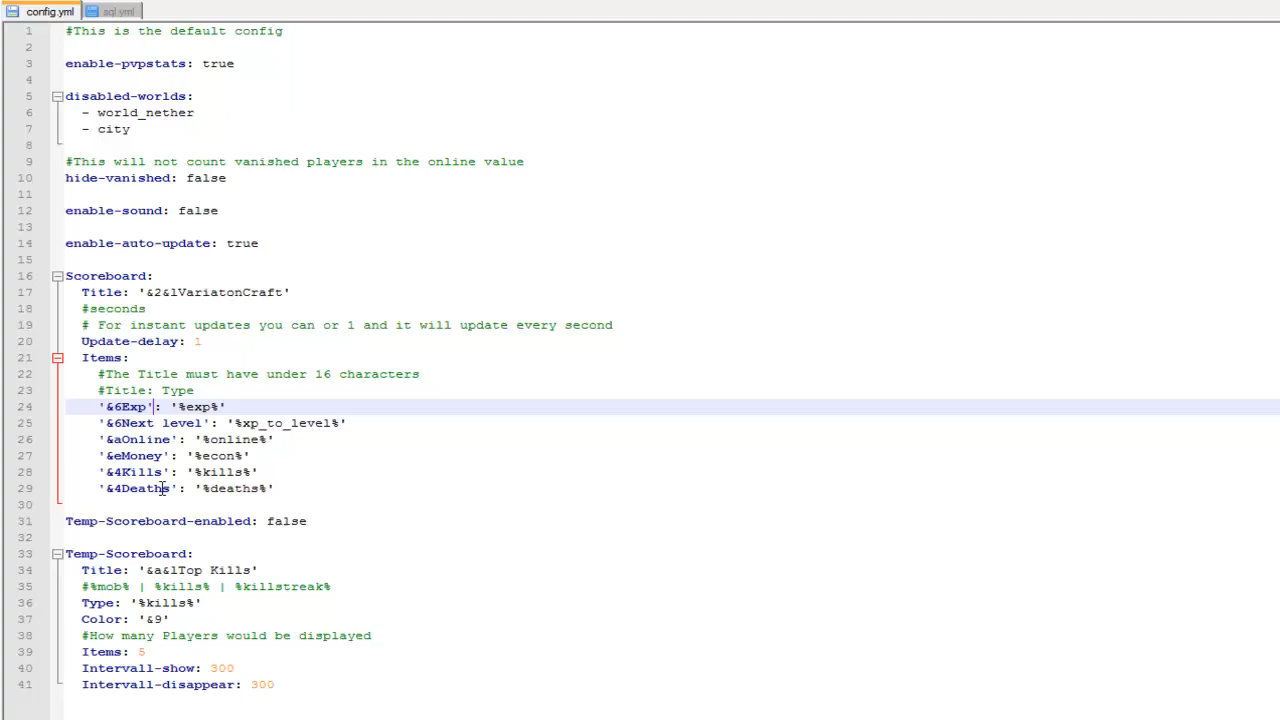 config.yml sql.yml
1 #This is the default config
2
3 enable-pvpstats: true
4
5 disabled-worlds:
6 - world_nether
7 - city
8
9 #This will not count vanished players in the online value
10 hide-vanished: false
11
12 enable-sound: false
13
14 enable-auto-update: true
15
16 Scoreboard:
17 Title: '&2&lVariatonCraft'
18 #seconds
19 # For instant updates you can or 1 and it will update every second
20 Update-delay: 1
21 Items:
22 #The Title must have under 16 characters
23 #Title: Type
24 '&6Exp': '%exp%'
25 '&6Next level': '%xp_to_level%'
26 '&aOnline': '%online%'
27 '&eMoney': '%econ%'
28 '&4Kills': '%kills%'
29 '&4Deaths': '%deaths%'
30
31 Temp-Scoreboard-enabled: false
32
33 Temp-Scoreboard:
34 Title: '&a&lTop Kills'
35 #%mob% | %kills% | %killstreak%
36 Type: '%kills%'
37 Color: '&9'
38 #How many Players would be displayed
39 Items: 5
40 Intervall-show: 300
41 Intervall-disappear: 300